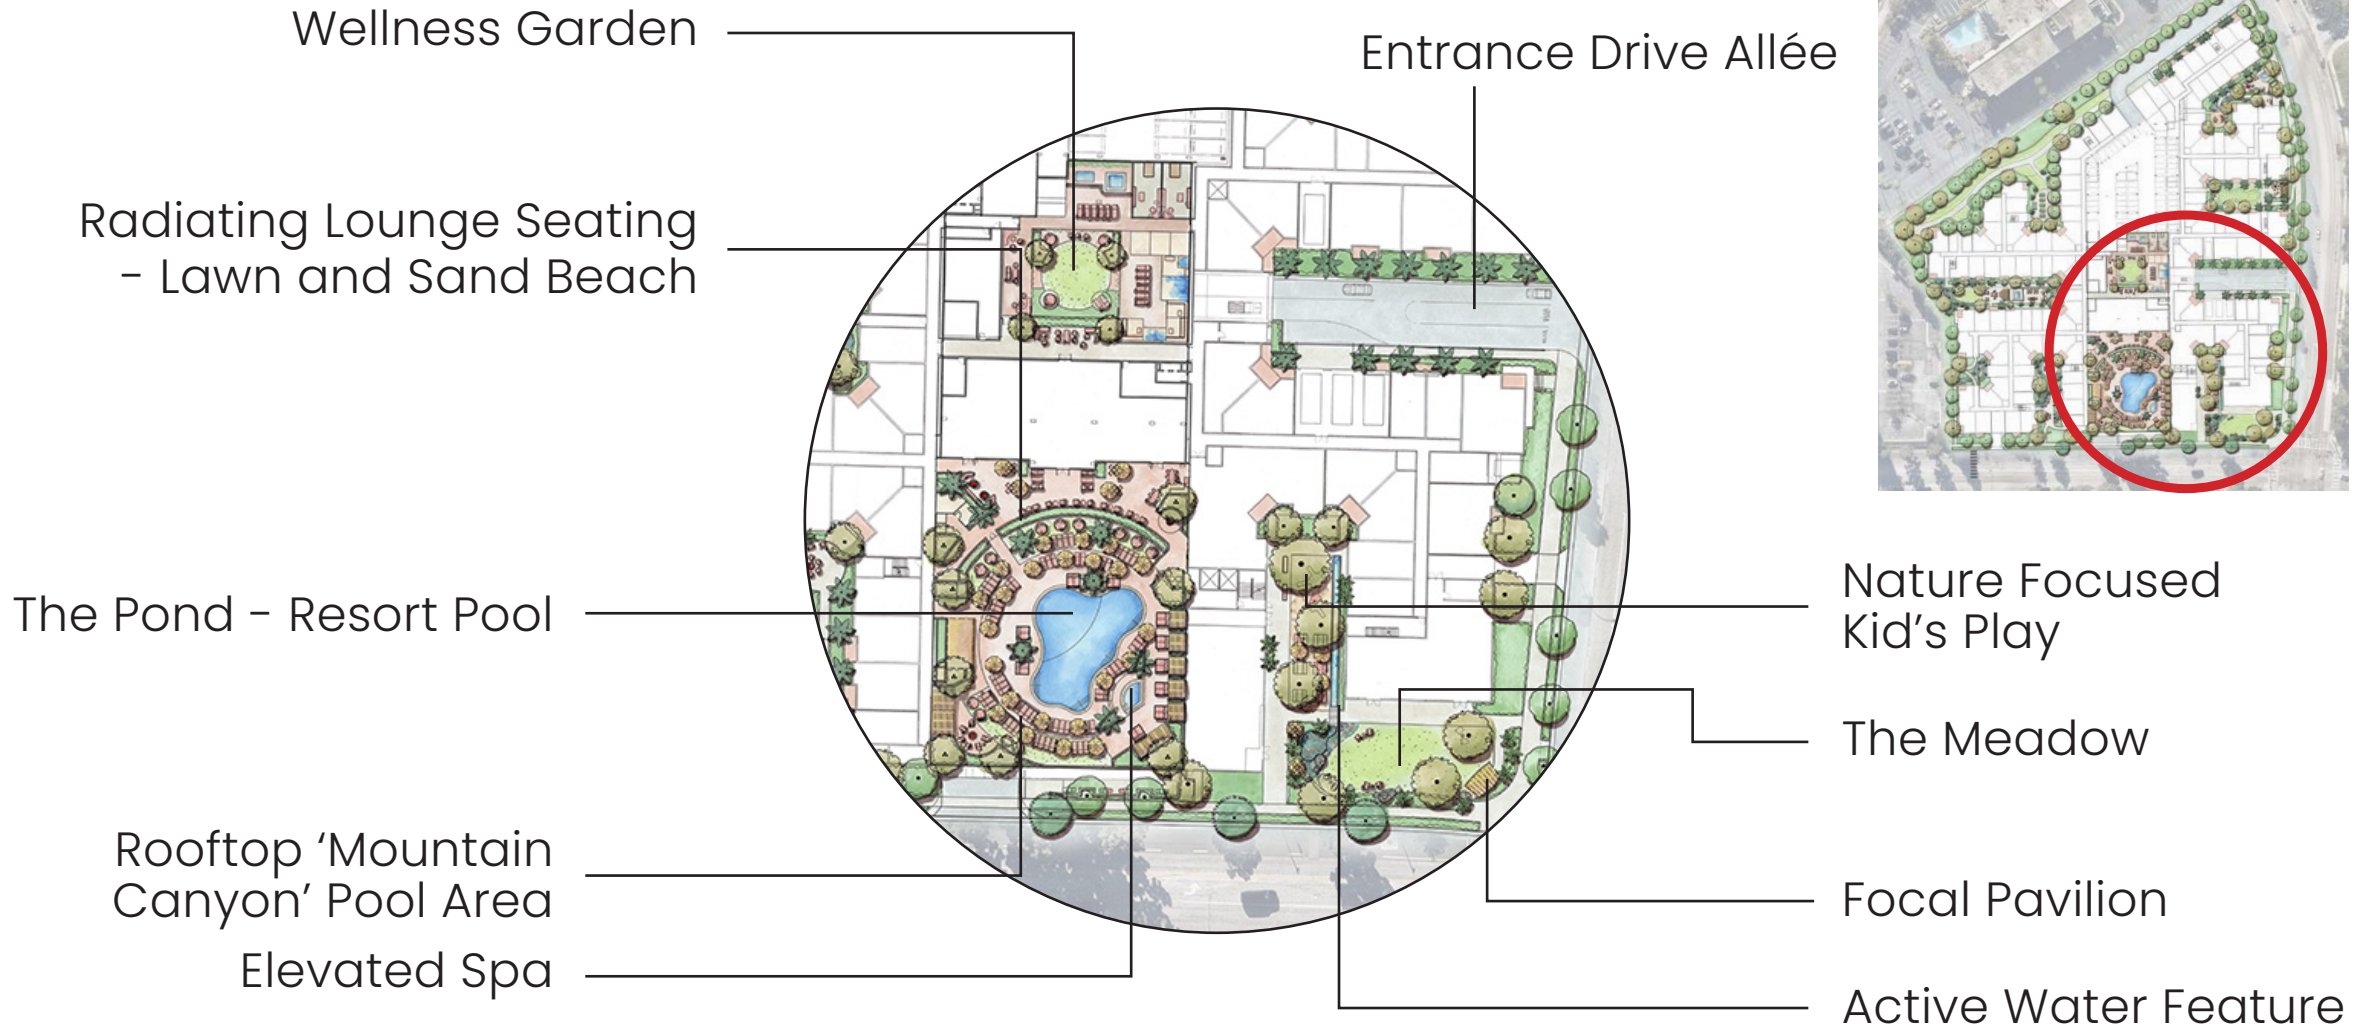 Wellness Garden
Entrance Drive Allée
Radiating Lounge Seating
- Lawn and Sand Beach
The Pond - Resort Pool
Rooftop ‘Mountain
Canyon’ Pool Area
Elevated Spa
Nature Focused
Kid’s Play
The Meadow
Focal Pavilion
Active Water Feature